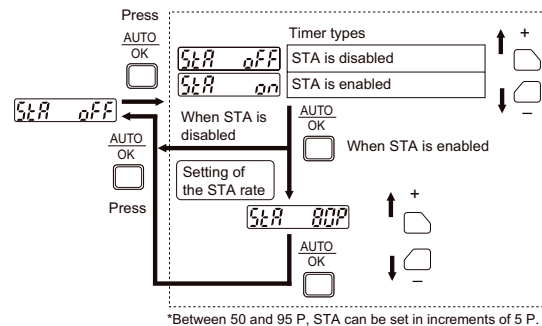 Press
AUTO
OK
Timer types
StA oFF
STA is disabled
StA on
STA is enabled
+
–
StA oFF
When STA is
disabled
AUTO
OK
When STA is enabled
AUTO
OK
Press
Setting of
the STA rate
StA 80P
+
–
AUTO
OK
*Between 50 and 95 P, STA can be set in increments of 5 P.